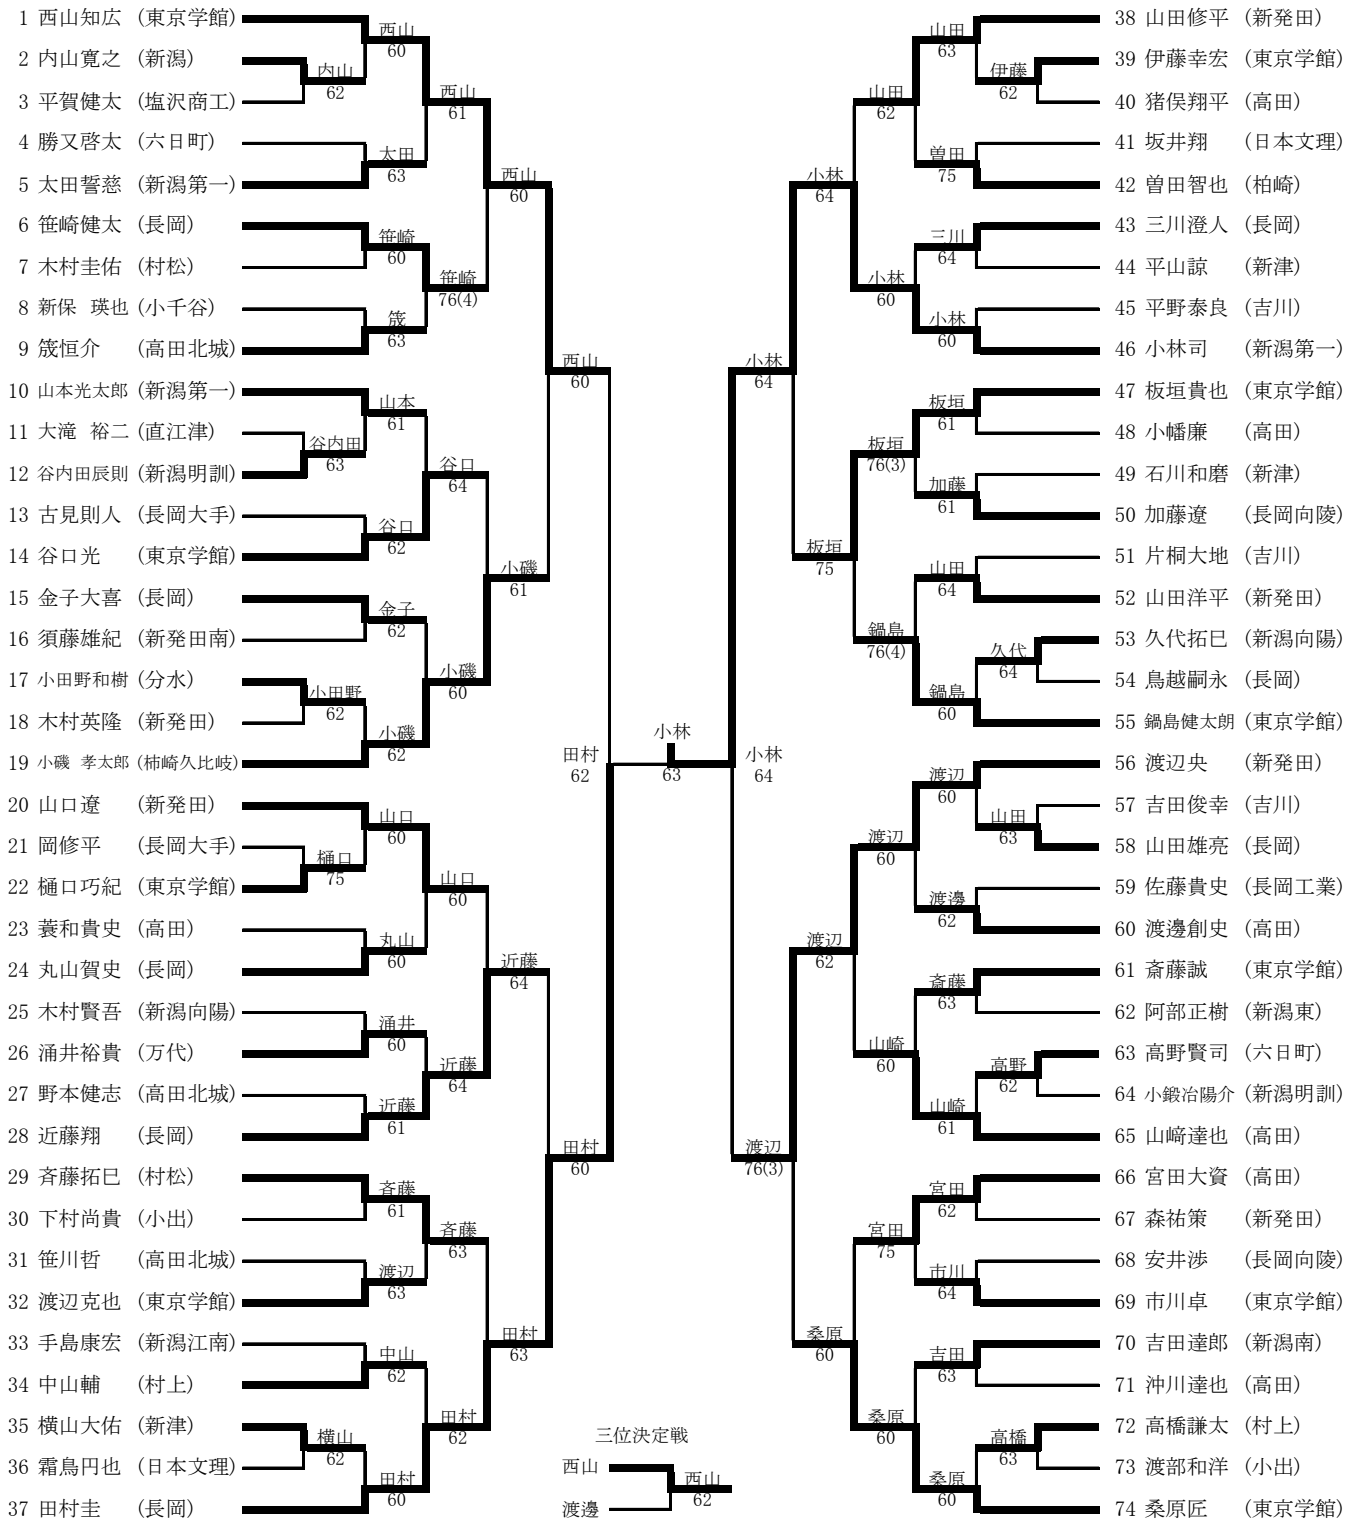 1 西山知広 (東京学館)
2 内山寛之 (新潟)
3 平賀健太 (塩沢商工)
4 勝又啓太 (六日町)
5 太田誓慈 (新潟第一)
6 笹崎健太 (長岡)
7 木村圭佑 (村松)
8 新保 瑛也 (小千谷)
9 筬恒介 (高田北城)
10 山本光太郎 (新潟第一)
11 大滝 裕二 (直江津)
12 谷内田辰則 (新潟明訓)
13 古見則人 (長岡大手)
14 谷口光 (東京学館)
15 金子大喜 (長岡)
16 須藤雄紀 (新発田南)
17 小田野和樹 (分水)
18 木村英隆 (新発田)
19 小磯 孝太郎 (柿崎久比岐)
20 山口遼 (新発田)
21 岡修平 (長岡大手)
22 樋口巧紀 (東京学館)
23 蓑和貴史 (高田)
24 丸山賀史 (長岡)
25 木村賢吾 (新潟向陽)
26 涌井裕貴 (万代)
27 野本健志 (高田北城)
28 近藤翔 (長岡)
29 斉藤拓巳 (村松)
30 下村尚貴 (小出)
31 笹川哲 (高田北城)
32 渡辺克也 (東京学館)
33 手島康宏 (新潟江南)
34 中山輔 (村上)
35 横山大佑 (新津)
36 霜鳥円也 (日本文理)
37 田村圭 (長岡)
内山
62
谷内田
63
小田野
62
樋口
75
横山
62
西山
60
太田
63
笹崎
60
筬
63
山本
61
谷口
62
金子
62
小磯
62
山口
60
丸山
60
涌井
60
近藤
61
斉藤
61
渡辺
63
中山
62
田村
60
西山
61
笹崎
76(4)
谷口
64
小磯
60
山口
60
近藤
64
斉藤
63
田村
62
西山
60
小磯
61
近藤
64
田村
63
西山
60
田村
60
田村
62
小林
63
小林
64
小林
64
渡辺
76(3)
小林
64
板垣
75
渡辺
62
桑原
60
山田
62
小林
60
板垣
76(3)
鍋島
76(4)
渡辺
60
山崎
60
宮田
75
桑原
60
山田
63
曽田
75
三川
64
小林
60
板垣
61
加藤
61
山田
64
鍋島
60
渡辺
60
渡邊
62
斎藤
63
山崎
61
宮田
62
市川
64
吉田
63
桑原
60
伊藤
62
久代
64
山田
63
高野
62
高橋
63
38 山田修平 (新発田)
39 伊藤幸宏 (東京学館)
40 猪俣翔平 (高田)
41 坂井翔 (日本文理)
42 曽田智也 (柏崎)
43 三川澄人 (長岡)
44 平山諒 (新津)
45 平野泰良 (吉川)
46 小林司 (新潟第一)
47 板垣貴也 (東京学館)
48 小幡廉 (高田)
49 石川和磨 (新津)
50 加藤遼 (長岡向陵)
51 片桐大地 (吉川)
52 山田洋平 (新発田)
53 久代拓巳 (新潟向陽)
54 鳥越嗣永 (長岡)
55 鍋島健太朗 (東京学館)
56 渡辺央 (新発田)
57 吉田俊幸 (吉川)
58 山田雄亮 (長岡)
59 佐藤貴史 (長岡工業)
60 渡邊創史 (高田)
61 斎藤誠 (東京学館)
62 阿部正樹 (新潟東)
63 高野賢司 (六日町)
64 小鍛冶陽介 (新潟明訓)
65 山﨑達也 (高田)
66 宮田大資 (高田)
67 森祐策 (新発田)
68 安井渉 (長岡向陵)
69 市川卓 (東京学館)
70 吉田達郎 (新潟南)
71 沖川達也 (高田)
72 高橋謙太 (村上)
73 渡部和洋 (小出)
74 桑原匠 (東京学館)
三位決定戦
西山
渡邊
西山
62